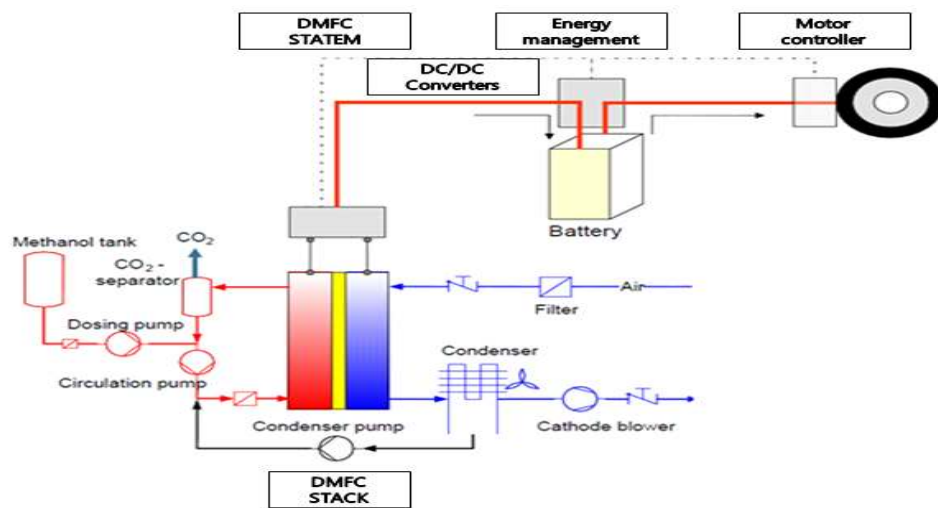 DMFC
STATEM
Energy
management
Motor
controller
DC/DC
Converters
Battery
CO₂
Methanol tank
CO₂ -
separator
Air
Filter
Dosing pump
Condenser
Circulation pump
Condenser pump
Cathode blower
DMFC
STACK